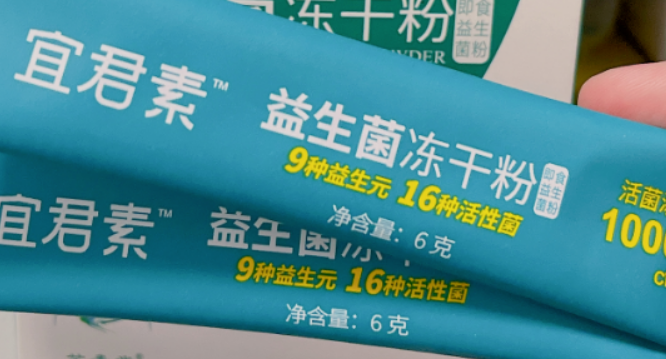 冻干粉
即食
益生
菌粉
WDER
宜君素™
益生菌冻干粉
即食
益生
菌粉
9种益生元 16种活性菌
净含量：6克
活菌
1000
宜君素™
益生菌冻干
9种益生元 16种活性菌
净含量：6克